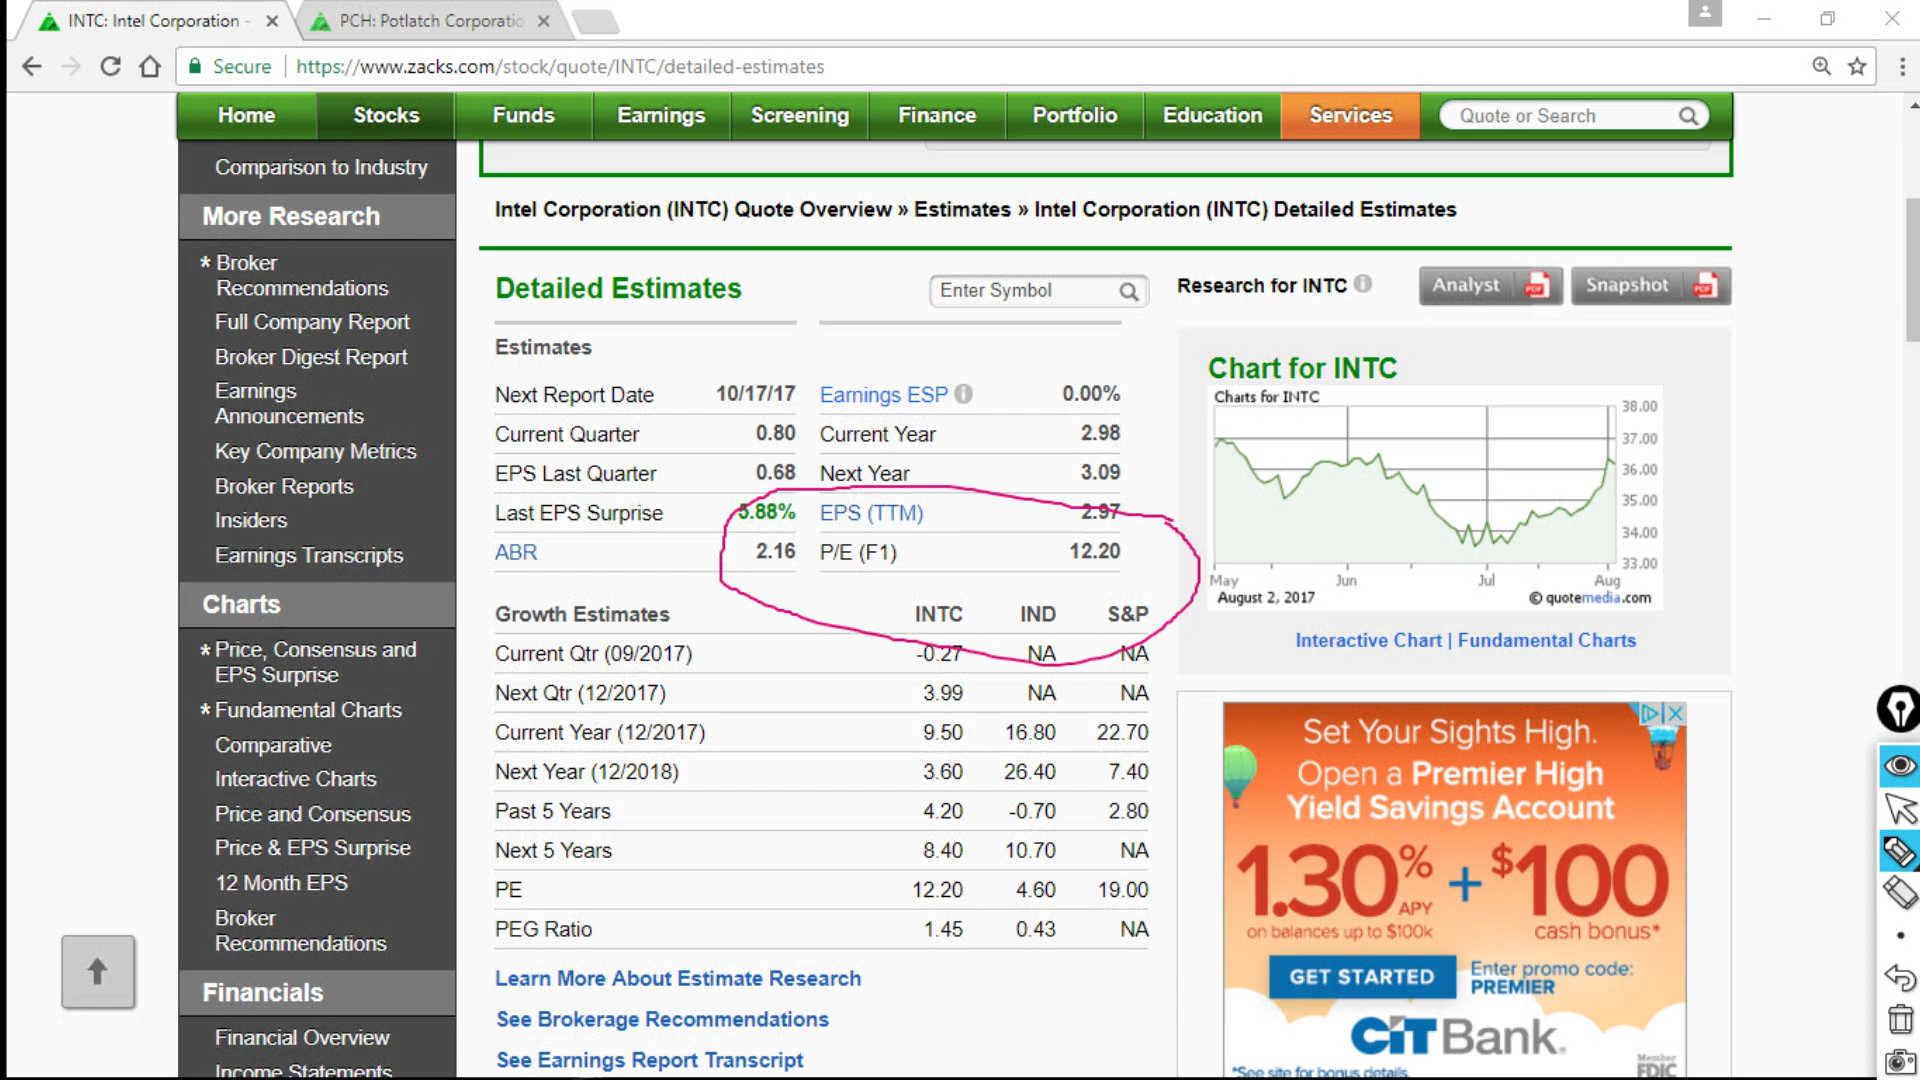 INTC: Intel Corporation -
PCH: Potlatch Corporatio
Secure
https://www.zacks.com/stock/quote/INTC/detailed-estimates
Home Stocks Funds Earnings Screening Finance Portfolio Education Services Quote or Search
Comparison to Industry
More Research
* Broker
Recommendations
Full Company Report
Broker Digest Report
Earnings
Announcements
Key Company Metrics
Broker Reports
Insiders
Earnings Transcripts
Charts
* Price, Consensus and
EPS Surprise
* Fundamental Charts
Comparative
Interactive Charts
Price and Consensus
Price & EPS Surprise
12 Month EPS
Broker
Recommendations
Financials
Financial Overview
Income Statements
Intel Corporation (INTC) Quote Overview » Estimates » Intel Corporation (INTC) Detailed Estimates
Detailed Estimates
Enter Symbol
Estimates
Next Report Date 10/17/17 Earnings ESP 0.00%
Current Quarter 0.80 Current Year 2.98
EPS Last Quarter 0.68 Next Year 3.09
Last EPS Surprise 5.88% EPS (TTM) 2.97
ABR 2.16 P/E (F1) 12.20
Growth Estimates INTC IND S&P
Current Qtr (09/2017) -0.27 NA NA
Next Qtr (12/2017) 3.99 NA NA
Current Year (12/2017) 9.50 16.80 22.70
Next Year (12/2018) 3.60 26.40 7.40
Past 5 Years 4.20 -0.70 2.80
Next 5 Years 8.40 10.70 NA
PE 12.20 4.60 19.00
PEG Ratio 1.45 0.43 NA
Learn More About Estimate Research
See Brokerage Recommendations
See Earnings Report Transcript
Research for INTC
Analyst
PDF
Snapshot
PDF
Chart for INTC
Charts for INTC
38.00
37.00
36.00
35.00
34.00
33.00
May Jun Jul Aug
August 2, 2017
© quotemedia.com
Interactive Chart | Fundamental Charts
Set Your Sights High.
Open a Premier High
Yield Savings Account
1.30% APY + $100
on balances up to $100k cash bonus*
GET STARTED
Enter promo code:
PREMIER
CiT Bank.
*See site for bonus details.
Member
FDIC